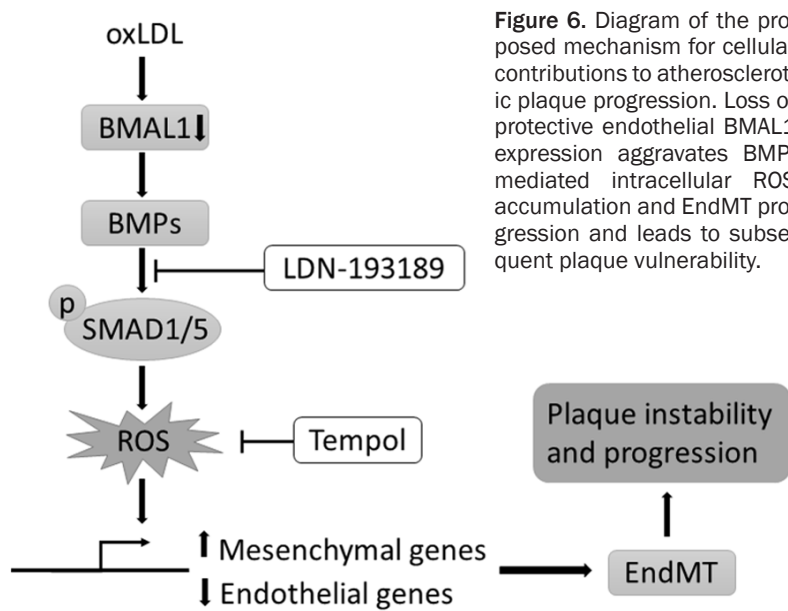 oxLDL
BMAL1
BMPs
LDN-193189
p
SMAD1/5
ROS
Tempol
Mesenchymal genes
Endothelial genes
EndMT
Plaque instability
and progression
Figure 6. Diagram of the pro
posed mechanism for cellula
contributions to atherosclerot
ic plaque progression. Loss o
protective endothelial BMAL1
expression aggravates BMP
mediated intracellular ROS
accumulation and EndMT pro
gression and leads to subse
quent plaque vulnerability.